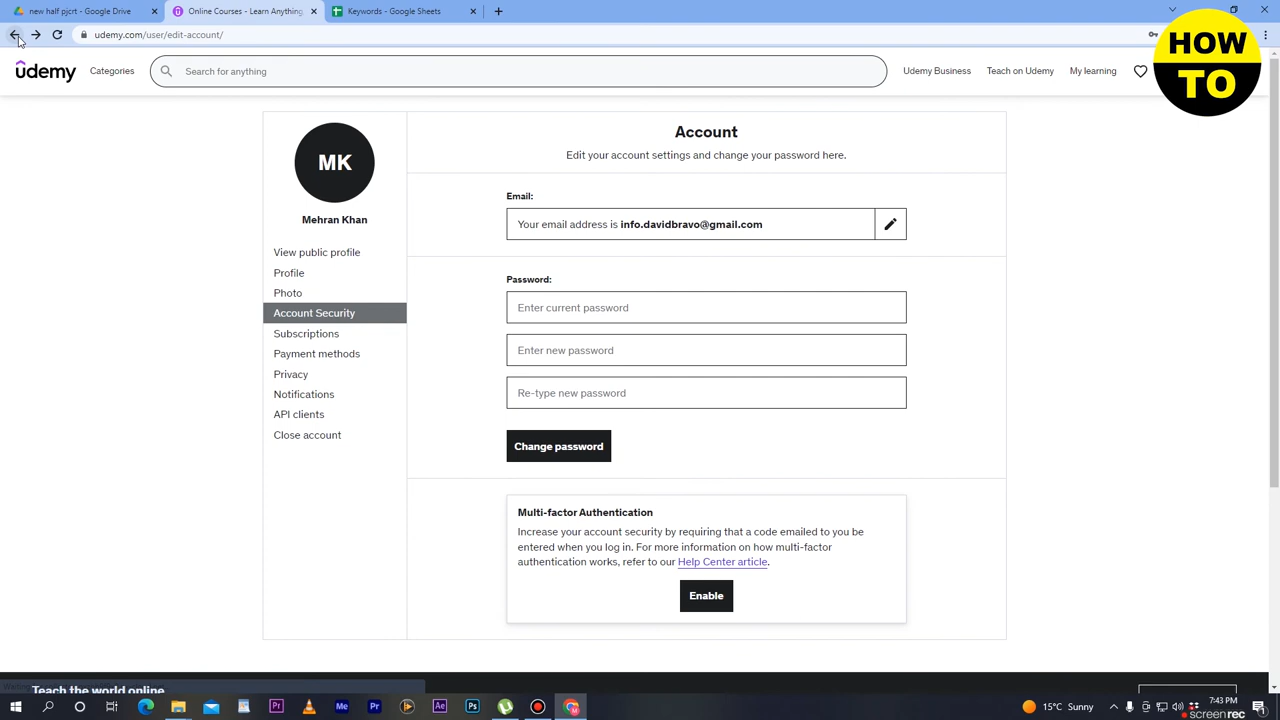 new half pjcrt - Google Drive
Online Courses - Learn Anything
Keywords - Google Sheets
udemy.com/user/edit-account/
HOW
TO
udemy
Categories
Search for anything
Udemy Business
Teach on Udemy
My learning
MK
Mehran Khan
View public profile
Profile
Photo
Account Security
Subscriptions
Payment methods
Privacy
Notifications
API clients
Close account
Account
Edit your account settings and change your password here.
Email:
Your email address is info.davidbravo@gmail.com
Password:
Enter current password
Enter new password
Re-type new password
Change password
Multi-factor Authentication
Increase your account security by requiring that a code emailed to you be
entered when you log in. For more information on how multi-factor
authentication works, refer to our Help Center article.
Enable
Teach the world online
Me
Pr
Ae
Ps
15°C Sunny
7:43 PM
screenrec